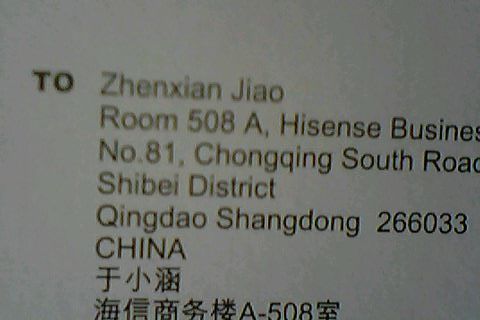 TO Zhenxian Jiao
Room 508 A, Hisense Busines
No.81, Chongqing South Road
Shibei District
Qingdao Shangdong 266033
CHINA
于小涵
海信商务楼A-508室